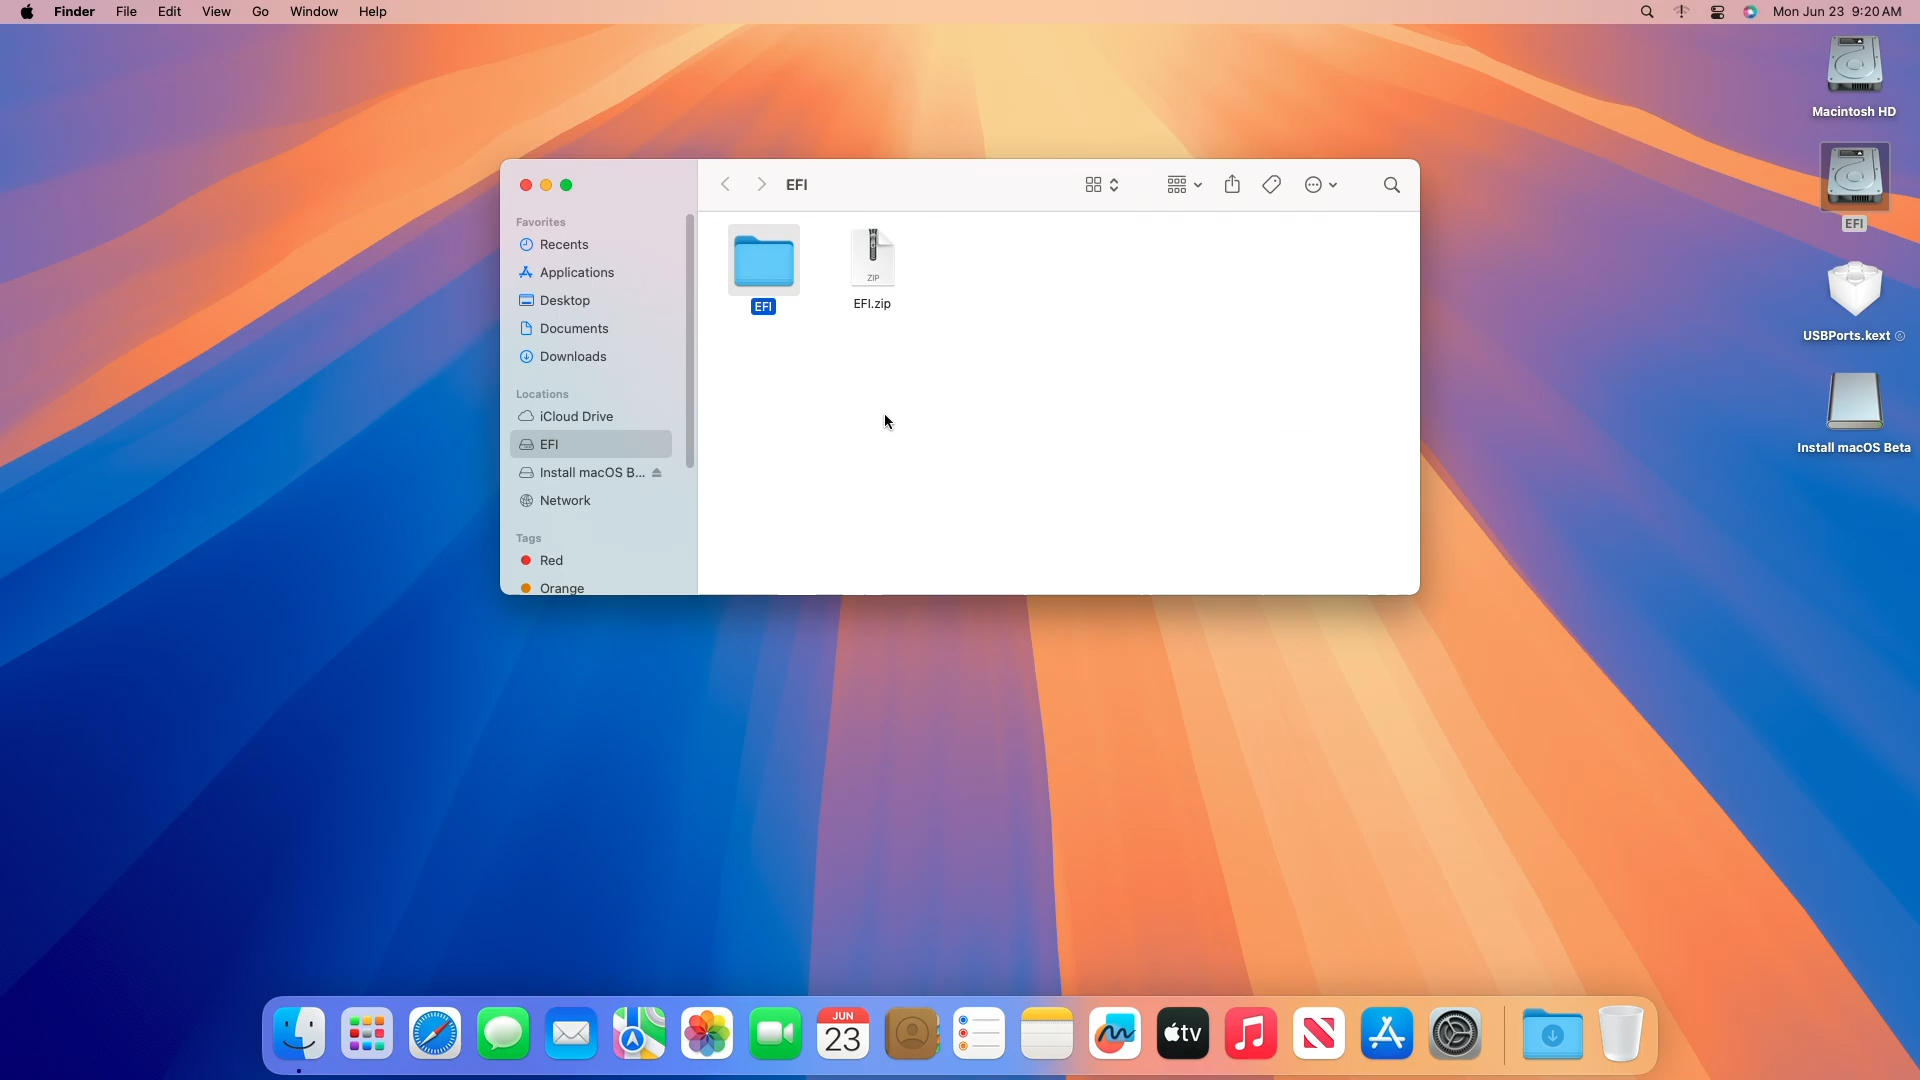 Finder File Edit View Go Window Help
Mon Jun 23 9:20 AM
Macintosh HD
EFI
USBPorts.kext
Install macOS Beta
EFI
Favorites
Recents
Applications
Desktop
Documents
Downloads
Locations
iCloud Drive
EFI
Install macOS B...
Network
Tags
Red
Orange
EFI
ZIP
EFI.zip
JUN
23
tv